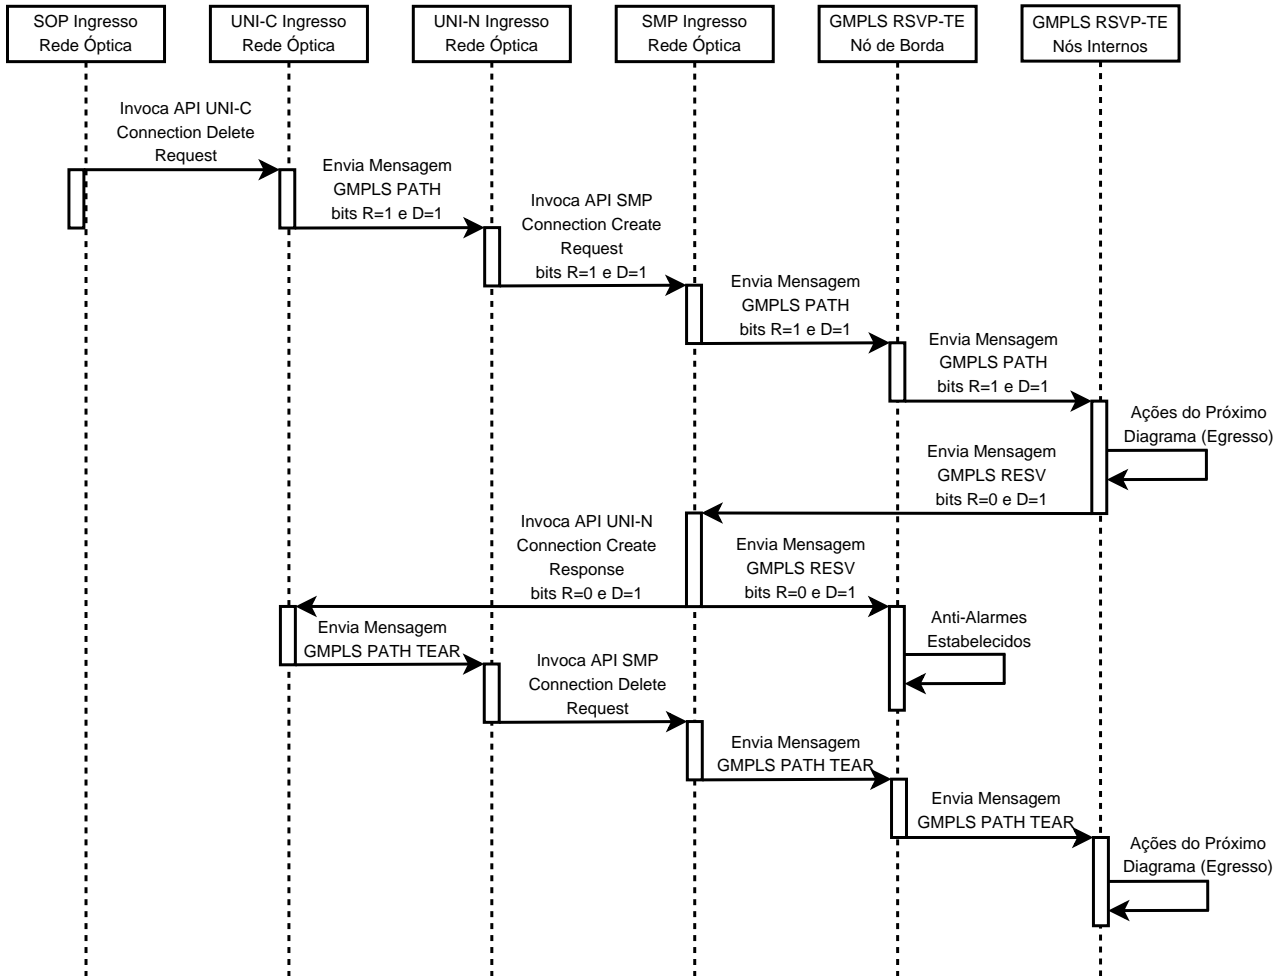 SOP Ingresso
Rede Óptica
UNI-C Ingresso
Rede Óptica
UNI-N Ingresso
Rede Óptica
SMP Ingresso
Rede Óptica
GMPLS RSVP-TE
Nó de Borda
GMPLS RSVP-TE
Nós Internos
Invoca API UNI-C
Connection Delete
Request
Envia Mensagem
GMPLS PATH
bits R=1 e D=1
Invoca API SMP
Connection Create
Request
bits R=1 e D=1
Envia Mensagem
GMPLS PATH
bits R=1 e D=1
Envia Mensagem
GMPLS PATH
bits R=1 e D=1
Ações do Próximo
Diagrama (Egresso)
Envia Mensagem
GMPLS RESV
bits R=0 e D=1
Invoca API UNI-N
Connection Create
Response
bits R=0 e D=1
Envia Mensagem
GMPLS RESV
bits R=0 e D=1
Anti-Alarmes
Estabelecidos
Envia Mensagem
GMPLS PATH TEAR
Invoca API SMP
Connection Delete
Request
Envia Mensagem
GMPLS PATH TEAR
Envia Mensagem
GMPLS PATH TEAR
Ações do Próximo
Diagrama (Egresso)